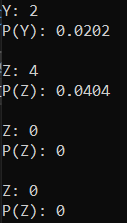 Y: 2
P(Y): 0.0202
Z: 4
P(Z): 0.0404
Z: 0
P(Z): 0
Z: 0
P(Z): 0